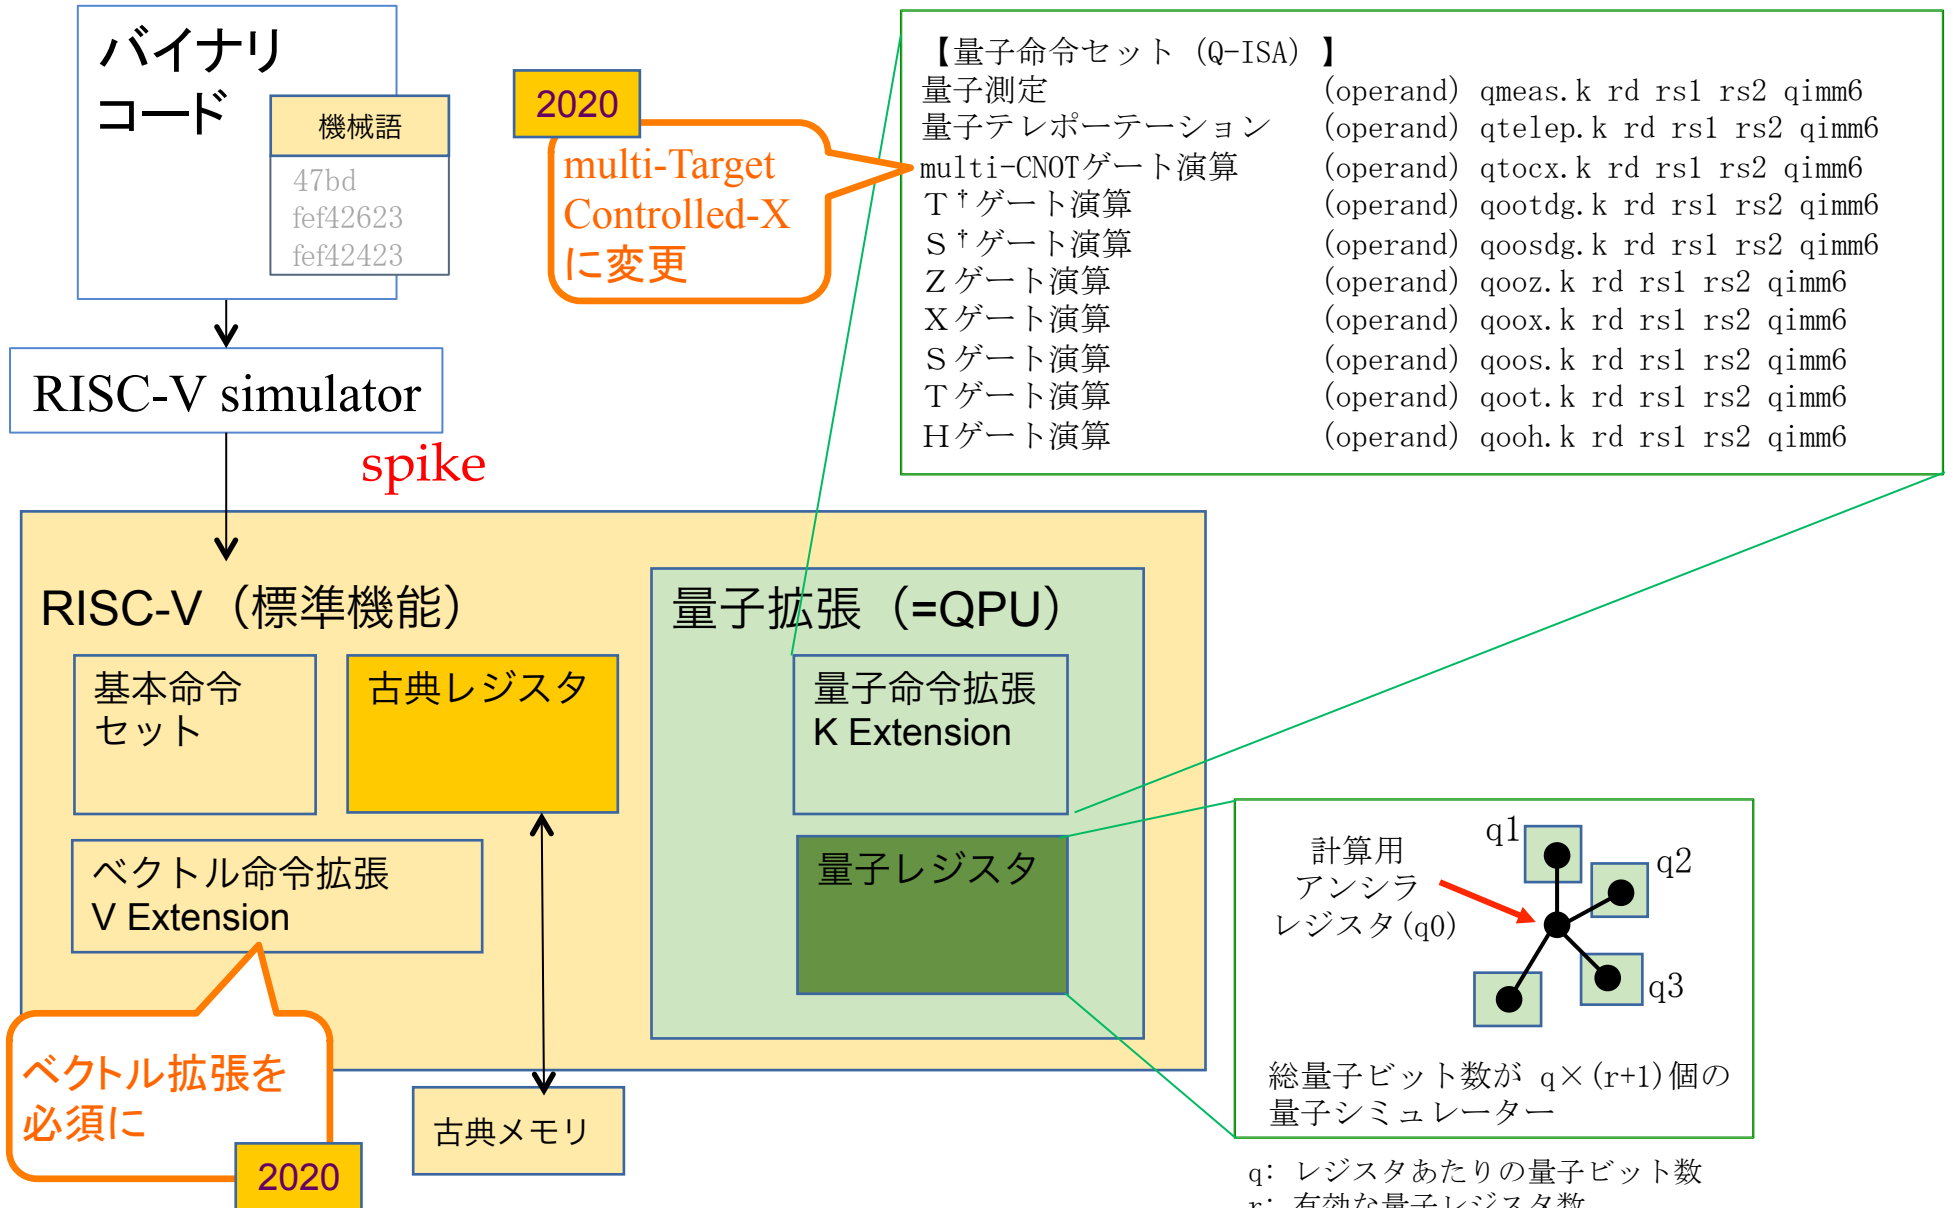 バイナリ
コード
機械語
47bd
fef42623
fef42423
2020
multi-Target
Controlled-X
に変更
【量子命令セット (Q-ISA) 】
量子測定 (operand) qmeas.k rd rs1 rs2 qimm6
量子テレポーテーション (operand) qtelep.k rd rs1 rs2 qimm6
multi-CNOTゲート演算 (operand) qtocx.k rd rs1 rs2 qimm6
T†ゲート演算 (operand) qootdg.k rd rs1 rs2 qimm6
S†ゲート演算 (operand) qoosdg.k rd rs1 rs2 qimm6
Zゲート演算 (operand) qooz.k rd rs1 rs2 qimm6
Xゲート演算 (operand) qoox.k rd rs1 rs2 qimm6
Sゲート演算 (operand) qoos.k rd rs1 rs2 qimm6
Tゲート演算 (operand) qoot.k rd rs1 rs2 qimm6
Hゲート演算 (operand) qooh.k rd rs1 rs2 qimm6
RISC-V simulator
spike
RISC-V（標準機能）
基本命令
セット
古典レジスタ
ベクトル命令拡張
V Extension
量子拡張（=QPU）
量子命令拡張
K Extension
量子レジスタ
ベクトル拡張を
必須に
2020
古典メモリ
計算用
アンシラ
レジスタ(q0)
q1
q2
q3
総量子ビット数が q×(r+1)個の
量子シミュレーター
q: レジスタあたりの量子ビット数
r: 有効な量子レジスタ数